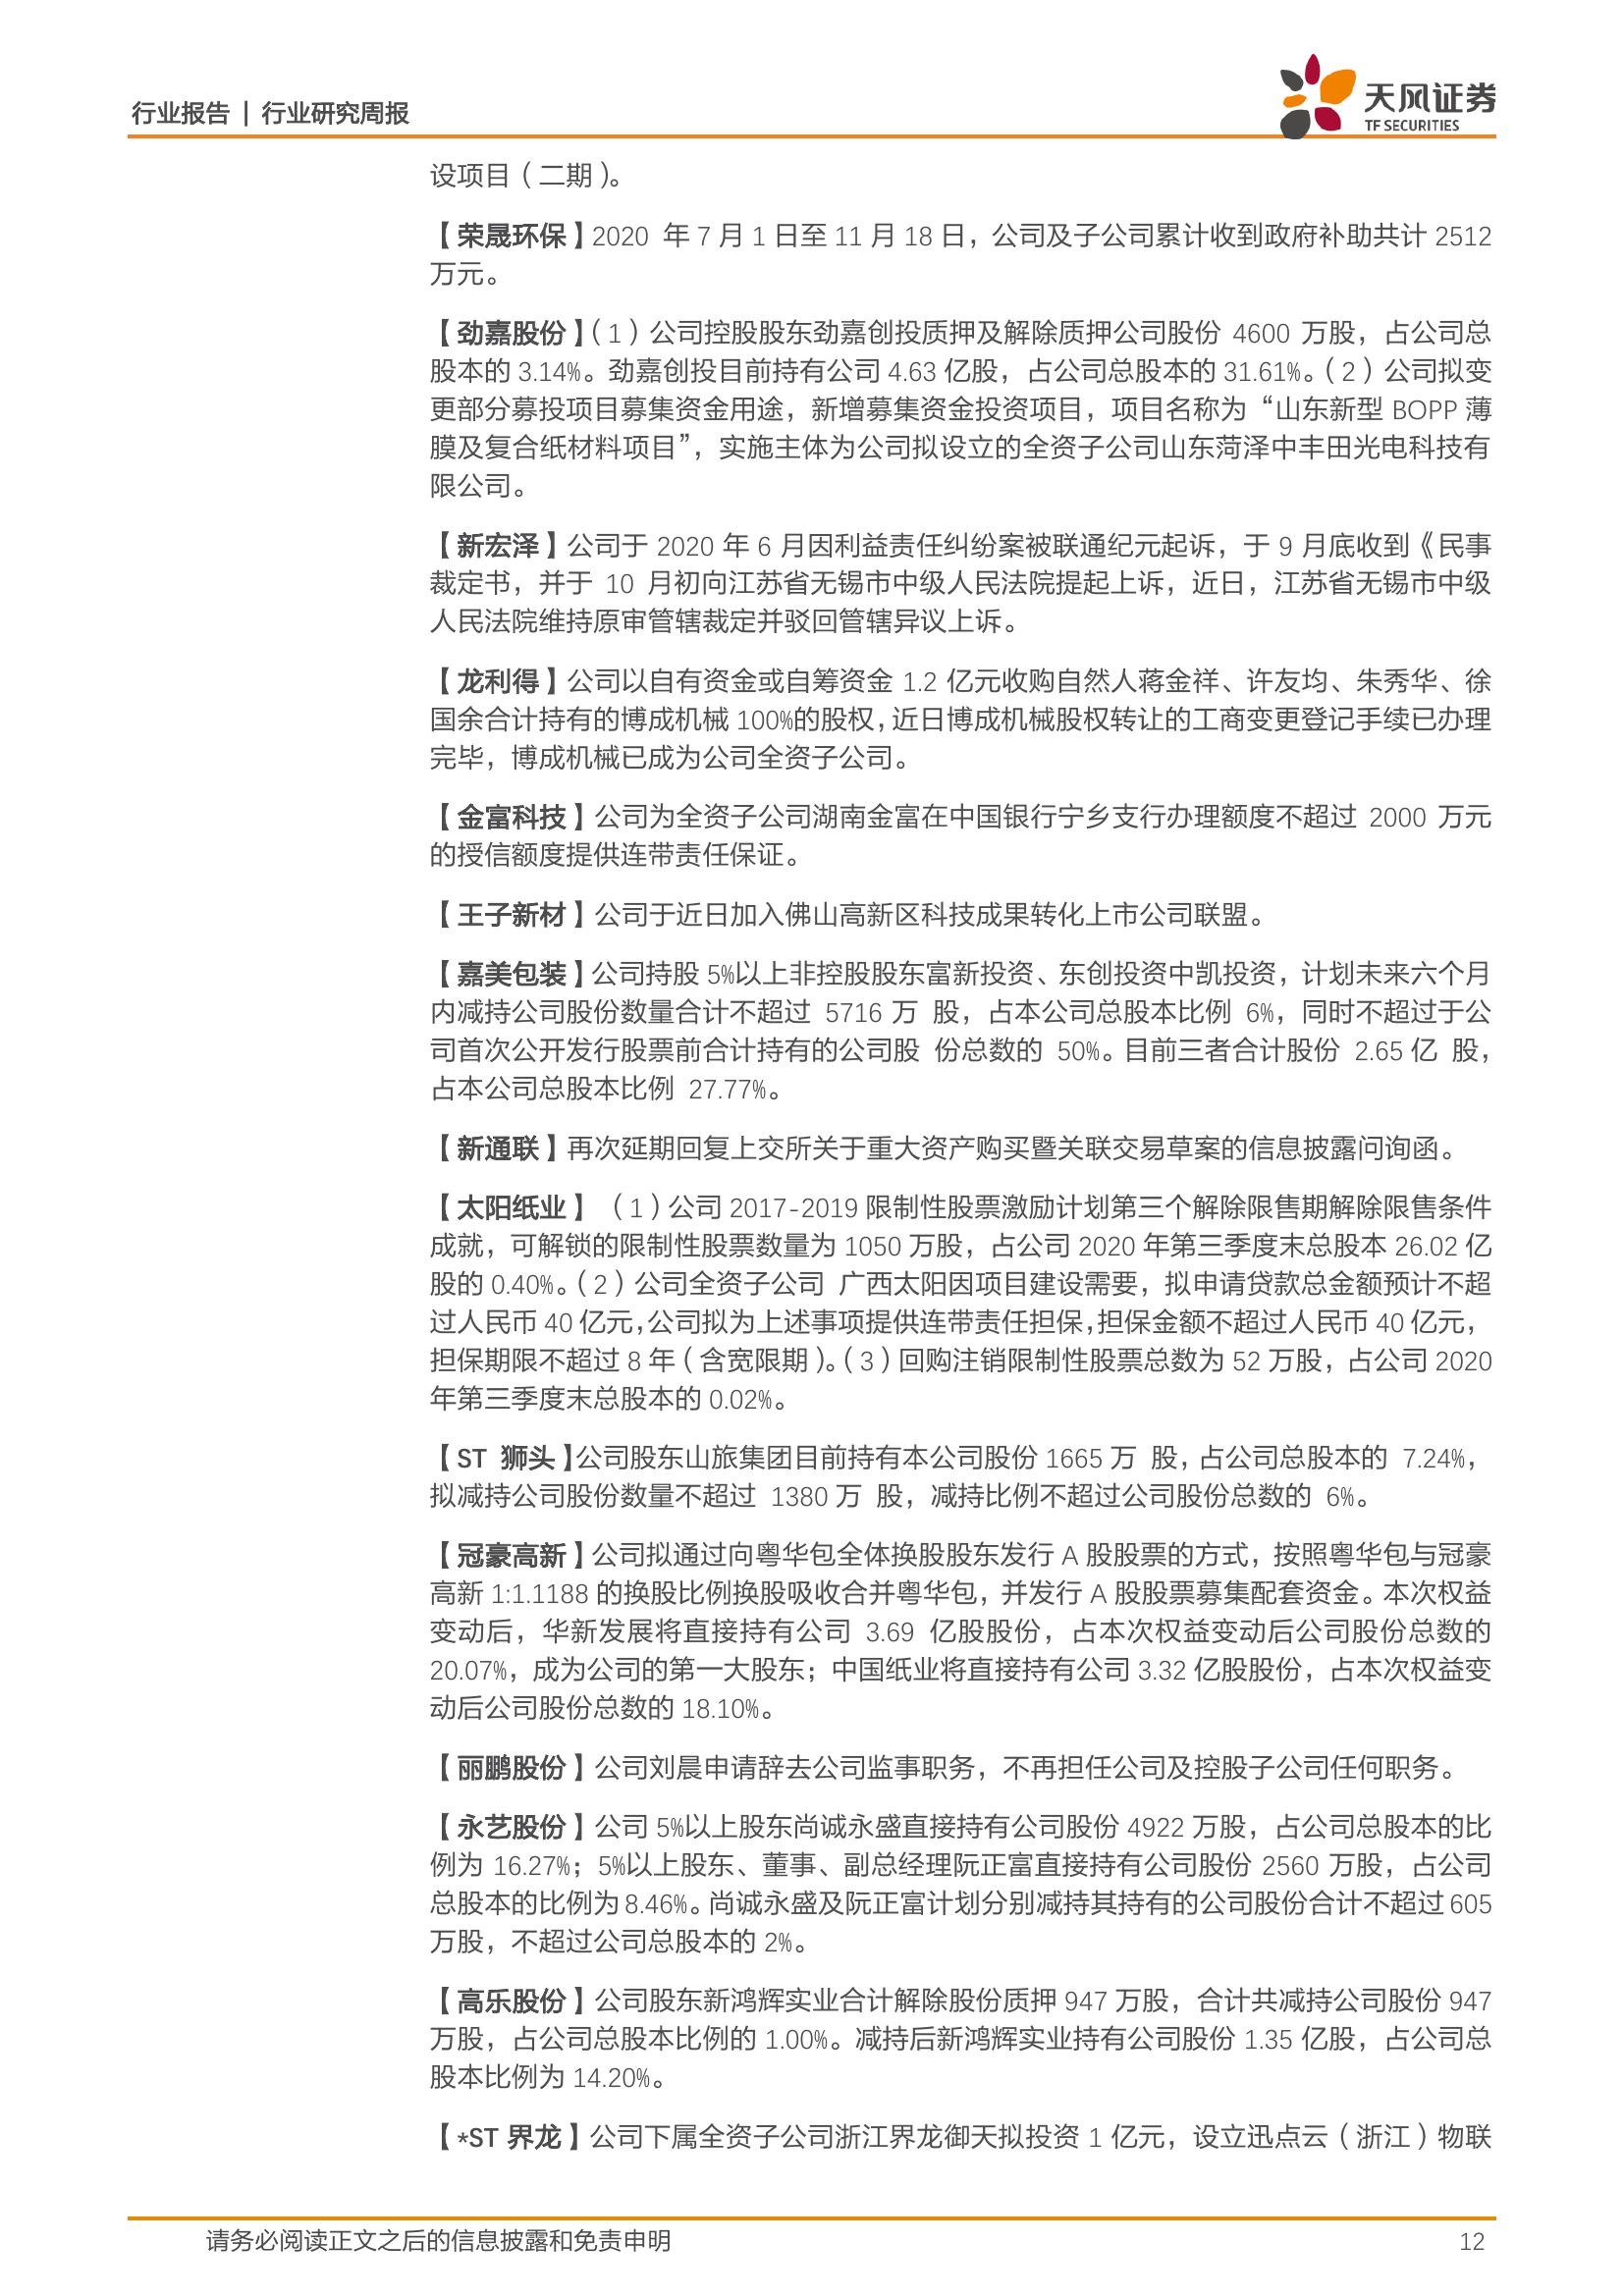 行业报告 | 行业研究周报
天风证券
TF SECURITIES
设项目（二期）。
【荣晟环保】2020 年 7 月 1 日至 11 月 18 日，公司及子公司累计收到政府补助共计 2512
万元。
【劲嘉股份】（1）公司控股股东劲嘉创投质押及解除质押公司股份 4600 万股，占公司总
股本的 3.14%。劲嘉创投目前持有公司 4.63 亿股，占公司总股本的 31.61%。（2）公司拟变
更部分募投项目募集资金用途，新增募集资金投资项目，项目名称为“山东新型 BOPP 薄
膜及复合纸材料项目”，实施主体为公司拟设立的全资子公司山东菏泽中丰田光电科技有
限公司。
【新宏泽】公司于 2020 年 6 月因利益责任纠纷案被联通纪元起诉，于 9 月底收到《民事
裁定书，并于 10 月初向江苏省无锡市中级人民法院提起上诉，近日，江苏省无锡市中级
人民法院维持原审管辖裁定并驳回管辖异议上诉。
【龙利得】公司以自有资金或自筹资金 1.2 亿元收购自然人蒋金祥、许友均、朱秀华、徐
国余合计持有的博成机械 100%的股权，近日博成机械股权转让的工商变更登记手续已办理
完毕，博成机械已成为公司全资子公司。
【金富科技】公司为全资子公司湖南金富在中国银行宁乡支行办理额度不超过 2000 万元
的授信额度提供连带责任保证。
【王子新材】公司于近日加入佛山高新区科技成果转化上市公司联盟。
【嘉美包装】公司持股 5%以上非控股股东富新投资、东创投资中凯投资，计划未来六个月
内减持公司股份数量合计不超过 5716 万 股，占本公司总股本比例 6%，同时不超过于公
司首次公开发行股票前合计持有的公司股 份总数的 50%。目前三者合计股份 2.65 亿 股，
占本公司总股本比例 27.77%。
【新通联】再次延期回复上交所关于重大资产购买暨关联交易草案的信息披露问询函。
【太阳纸业】（1）公司 2017-2019 限制性股票激励计划第三个解除限售期解除限售条件
成就，可解锁的限制性股票数量为 1050 万股，占公司 2020 年第三季度末总股本 26.02 亿
股的 0.40%。（2）公司全资子公司 广西太阳因项目建设需要，拟申请贷款总金额预计不超
过人民币 40 亿元，公司拟为上述事项提供连带责任担保，担保金额不超过人民币 40 亿元，
担保期限不超过 8 年（含宽限期）。（3）回购注销限制性股票总数为 52 万股，占公司 2020
年第三季度末总股本的 0.02%。
【ST 狮头】公司股东山旅集团目前持有本公司股份 1665 万 股，占公司总股本的 7.24%，
拟减持公司股份数量不超过 1380 万 股，减持比例不超过公司股份总数的 6%。
【冠豪高新】公司拟通过向粤华包全体换股股东发行 A 股股票的方式，按照粤华包与冠豪
高新 1:1.1188 的换股比例换股吸收合并粤华包，并发行 A 股股票募集配套资金。本次权益
变动后，华新发展将直接持有公司 3.69 亿股股份，占本次权益变动后公司股份总数的
20.07%，成为公司的第一大股东；中国纸业将直接持有公司 3.32 亿股股份，占本次权益变
动后公司股份总数的 18.10%。
【丽鹏股份】公司刘晨申请辞去公司监事职务，不再担任公司及控股子公司任何职务。
【永艺股份】公司 5%以上股东尚诚永盛直接持有公司股份 4922 万股，占公司总股本的比
例为 16.27%；5%以上股东、董事、副总经理阮正富直接持有公司股份 2560 万股，占公司
总股本的比例为 8.46%。尚诚永盛及阮正富计划分别减持其持有的公司股份合计不超过 605
万股，不超过公司总股本的 2%。
【高乐股份】公司股东新鸿辉实业合计解除股份质押 947 万股，合计共减持公司股份 947
万股，占公司总股本比例的 1.00%。减持后新鸿辉实业持有公司股份 1.35 亿股，占公司总
股本比例为 14.20%。
【*ST 界龙】公司下属全资子公司浙江界龙御天拟投资 1 亿元，设立迅点云（浙江）物联
请务必阅读正文之后的信息披露和免责申明
12